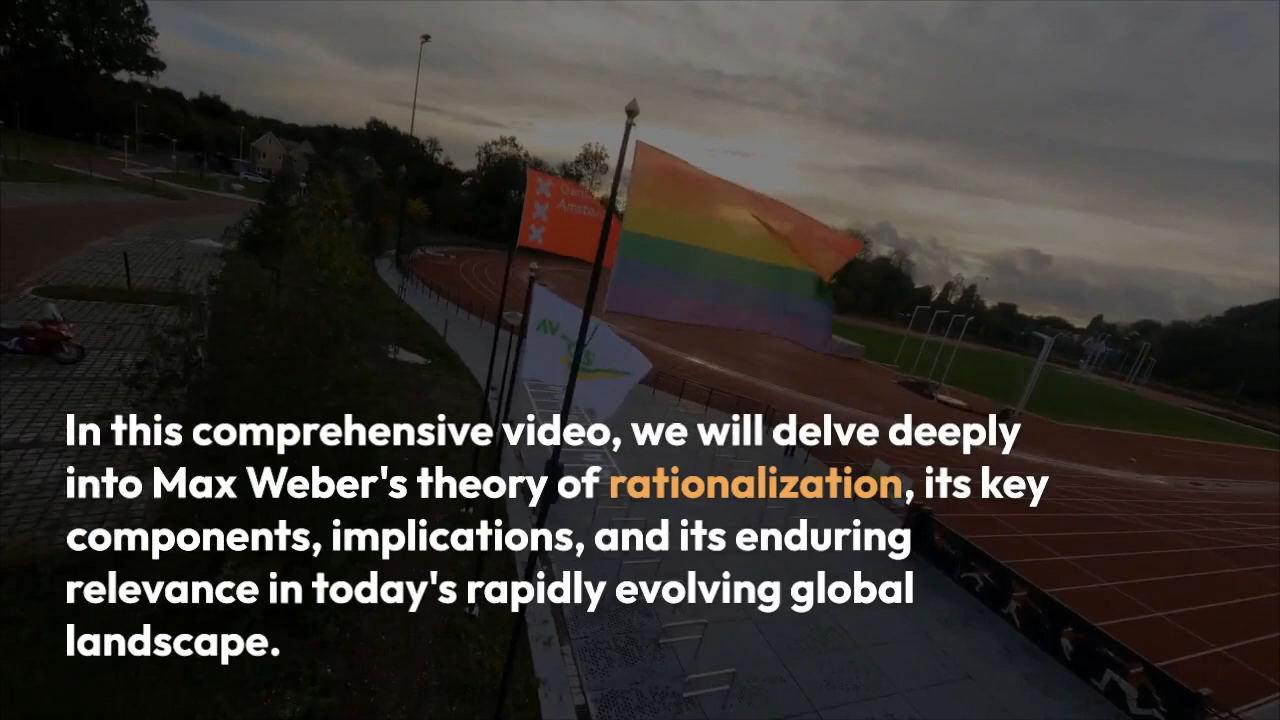 In this comprehensive video, we will delve deeply
into Max Weber's theory of rationalization, its key
components, implications, and its enduring
relevance in today's rapidly evolving global
landscape.